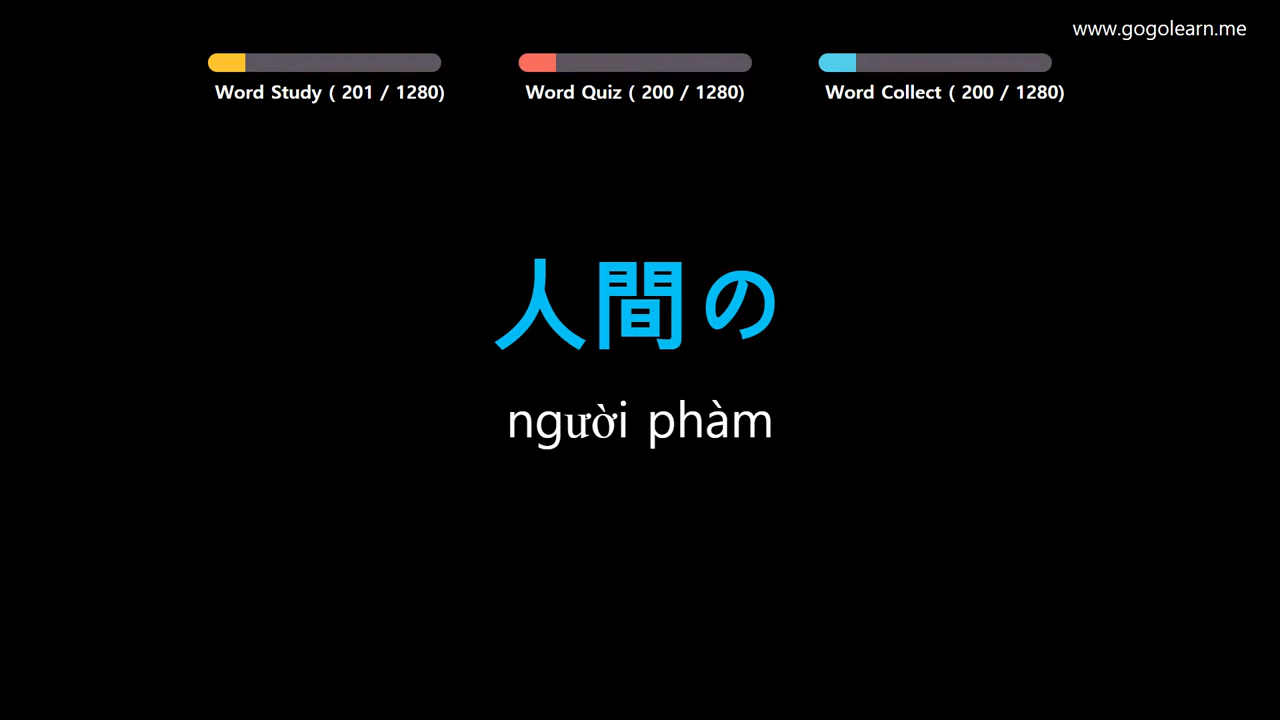 www.gogolearn.me
Word Study ( 201 / 1280)
Word Quiz ( 200 / 1280)
Word Collect ( 200 / 1280)
人間の
người phàm